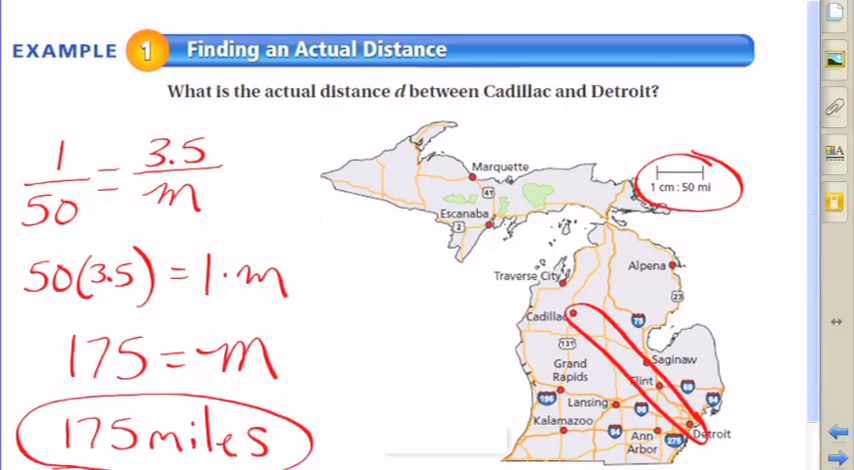 EXAMPLE 1 Finding an Actual Distance
What is the actual distance d between Cadillac and Detroit?
1/50 = 3.5/m
50(3.5) = 1·m
175 = m
175 miles
Marquette
41
1 cm : 50 mi
Escanaba
2
Traverse City
Alpena
23
Cadillac
75
131
Saginaw
Grand
Rapids
Flint
69
94
196
Lansing
96
Kalamazoo
94
Ann
Arbor
275
Detroit